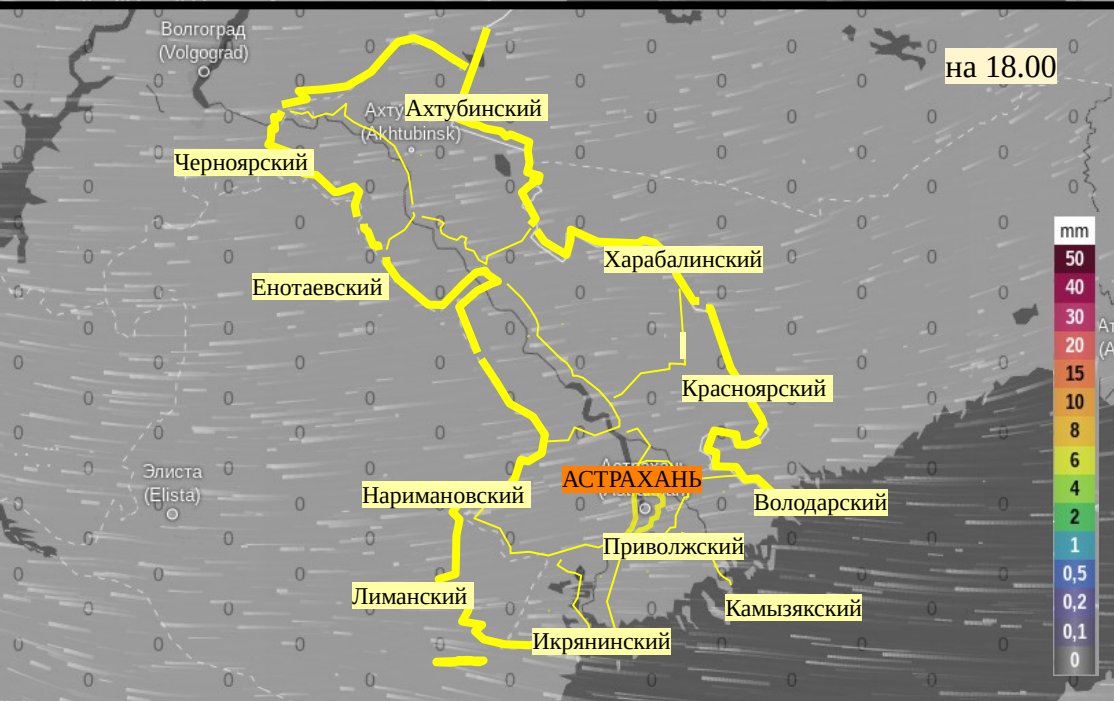 Волгоград
(Volgograd)
на 18.00
Ахтубинский
(Akhtubinsk)
Черноярский
Харабалинский
Енотаевский
mm
50
40
30
20
15
10
8
6
4
2
1
0,5
0,2
0,1
0
Красноярский
Элиста
(Elista)
АСТРАХАНЬ
Наримановский
Володарский
Приволжский
Лиманский
Камызякский
Икрянинский